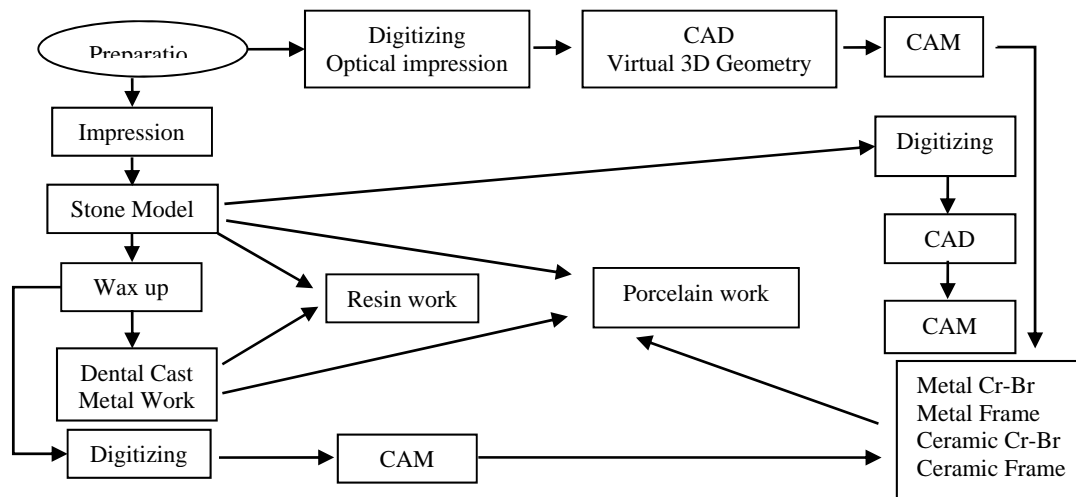 Preparatio
Digitizing
Optical impression
CAD
Virtual 3D Geometry
CAM
Impression
Digitizing
Stone Model
CAD
Wax up
Resin work
Porcelain work
CAM
Dental Cast
Metal Work
Metal Cr-Br
Metal Frame
Ceramic Cr-Br
Ceramic Frame
Digitizing
CAM